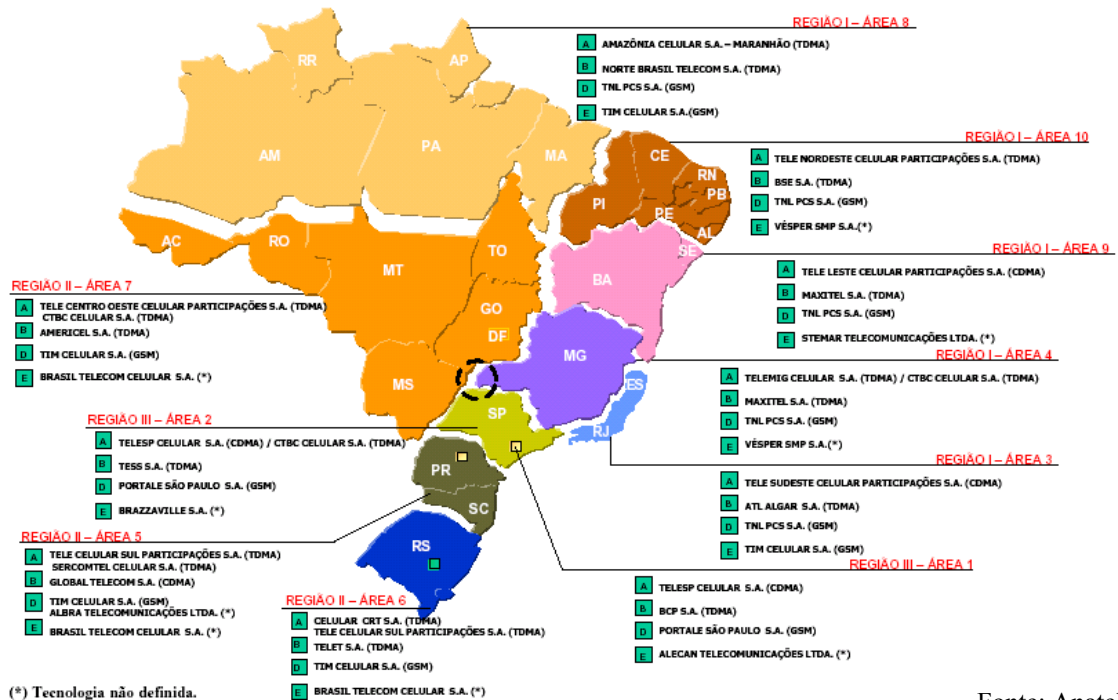 REGIÃO I – ÁREA 8
A AMAZÔNIA CELULAR S.A. – MARANHÃO (TDMA)
B NORTE BRASIL TELECOM S.A. (TDMA)
D TNL PCS S.A. (GSM)
E TIM CELULAR S.A.(GSM)
RR
AP
AM
PA
MA
REGIÃO I – ÁREA 10
A TELE NORDESTE CELULAR PARTICIPAÇÕES S.A. (TDMA)
B BSE S.A. (TDMA)
D TNL PCS S.A. (GSM)
E VÉSPER SMP S.A.(*)
CE
RN
PB
PI
PE
AL
REGIÃO I – ÁREA 9
A TELE LESTE CELULAR PARTICIPAÇÕES S.A. (CDMA)
B MAXITEL S.A. (TDMA)
D TNL PCS S.A. (GSM)
E STEMAR TELECOMUNICAÇÕES LTDA. (*)
SE
BA
AC
RO
MT
TO
GO
DF
MS
REGIÃO II – ÁREA 7
A TELE CENTRO OESTE CELULAR PARTICIPAÇÕES S.A. (TDMA)
CTBC CELULAR S.A. (TDMA)
B AMERICEL S.A. (TDMA)
D TIM CELULAR S.A. (GSM)
E BRASIL TELECOM CELULAR S.A. (*)
MG
ES
RJ
REGIÃO I – ÁREA 4
A TELEMIG CELULAR S.A. (TDMA) / CTBC CELULAR S.A. (TDMA)
B MAXITEL S.A. (TDMA)
D TNL PCS S.A. (GSM)
E VÉSPER SMP S.A.(*)
REGIÃO III – ÁREA 2
A TELESP CELULAR S.A. (CDMA) / CTBC CELULAR S.A. (TDMA)
B TESS S.A. (TDMA)
D PORTALE SÃO PAULO S.A. (GSM)
E BRAZZAVILLE S.A. (*)
SP
PR
SC
RS
REGIÃO I – ÁREA 3
A TELE SUDESTE CELULAR PARTICIPAÇÕES S.A. (CDMA)
B ATL ALGAR S.A. (TDMA)
D TNL PCS S.A. (GSM)
E TIM CELULAR S.A. (GSM)
REGIÃO II – ÁREA 5
A TELE CELULAR SUL PARTICIPAÇÕES S.A. (TDMA)
SERCOMTEL CELULAR S.A. (TDMA)
B GLOBAL TELECOM S.A. (CDMA)
D TIM CELULAR S.A. (GSM)
ALBRA TELECOMUNICAÇÕES LTDA. (*)
E BRASIL TELECOM CELULAR S.A. (*)
REGIÃO III – ÁREA 1
A TELESP CELULAR S.A. (CDMA)
B BCP S.A. (TDMA)
D PORTALE SÃO PAULO S.A. (GSM)
E ALECAN TELECOMUNICAÇÕES LTDA. (*)
REGIÃO II – ÁREA 6
A CELULAR CRT S.A. (TDMA)
TELE CELULAR SUL PARTICIPAÇÕES S.A. (TDMA)
B TELET S.A. (TDMA)
D TIM CELULAR S.A. (GSM)
E BRASIL TELECOM CELULAR S.A. (*)
(*) Tecnologia não definida.
Fonte: